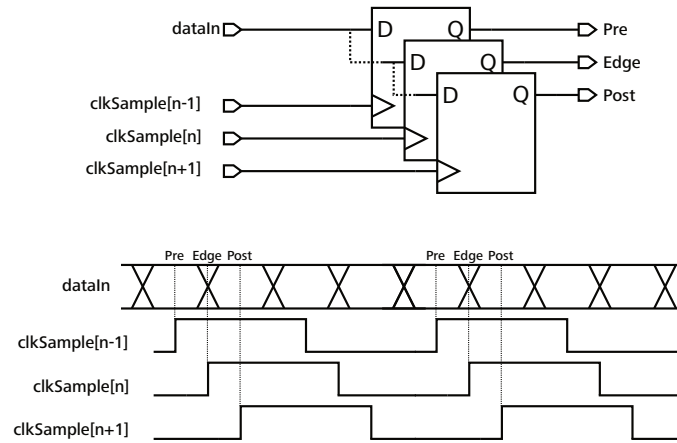 dataIn D Q Pre
D Q Edge
D Q Post
clkSample[n-1]
clkSample[n]
clkSample[n+1]
Pre Edge Post Pre Edge Post
dataIn
clkSample[n-1]
clkSample[n]
clkSample[n+1]